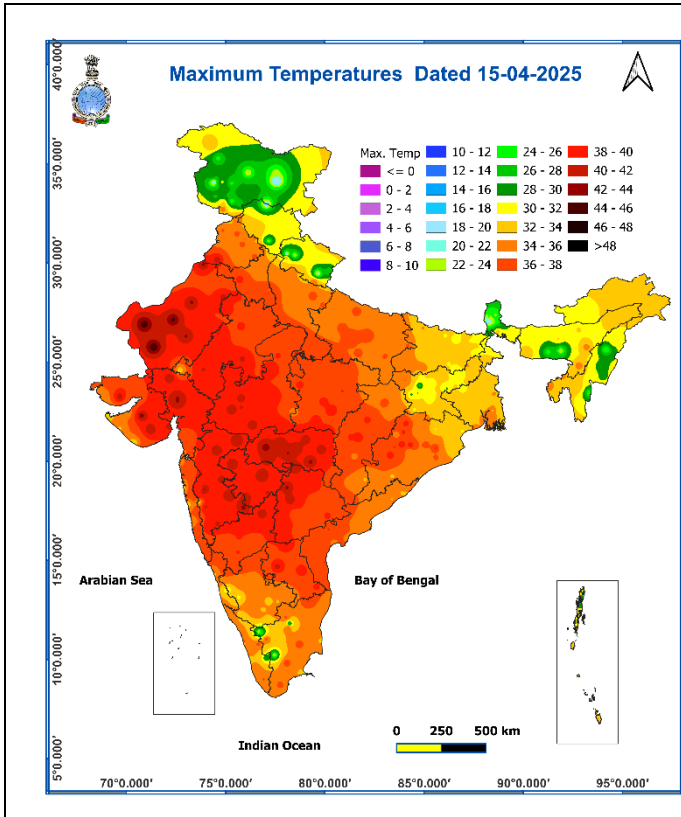 Maximum Temperatures Dated 15-04-2025
40°0.000'
35°0.000'
30°0.000'
25°0.000'
20°0.000'
15°0.000'
10°0.000'
5°0.000'
Max. Temp
<= 0
0 - 2
2 - 4
4 - 6
6 - 8
8 - 10
10 - 12
12 - 14
14 - 16
16 - 18
18 - 20
20 - 22
22 - 24
24 - 26
26 - 28
28 - 30
30 - 32
32 - 34
34 - 36
36 - 38
38 - 40
40 - 42
42 - 44
44 - 46
46 - 48
>48
Arabian Sea
Bay of Bengal
Indian Ocean
0 250 500 km
70°0.000' 75°0.000' 80°0.000' 85°0.000' 90°0.000' 95°0.000'